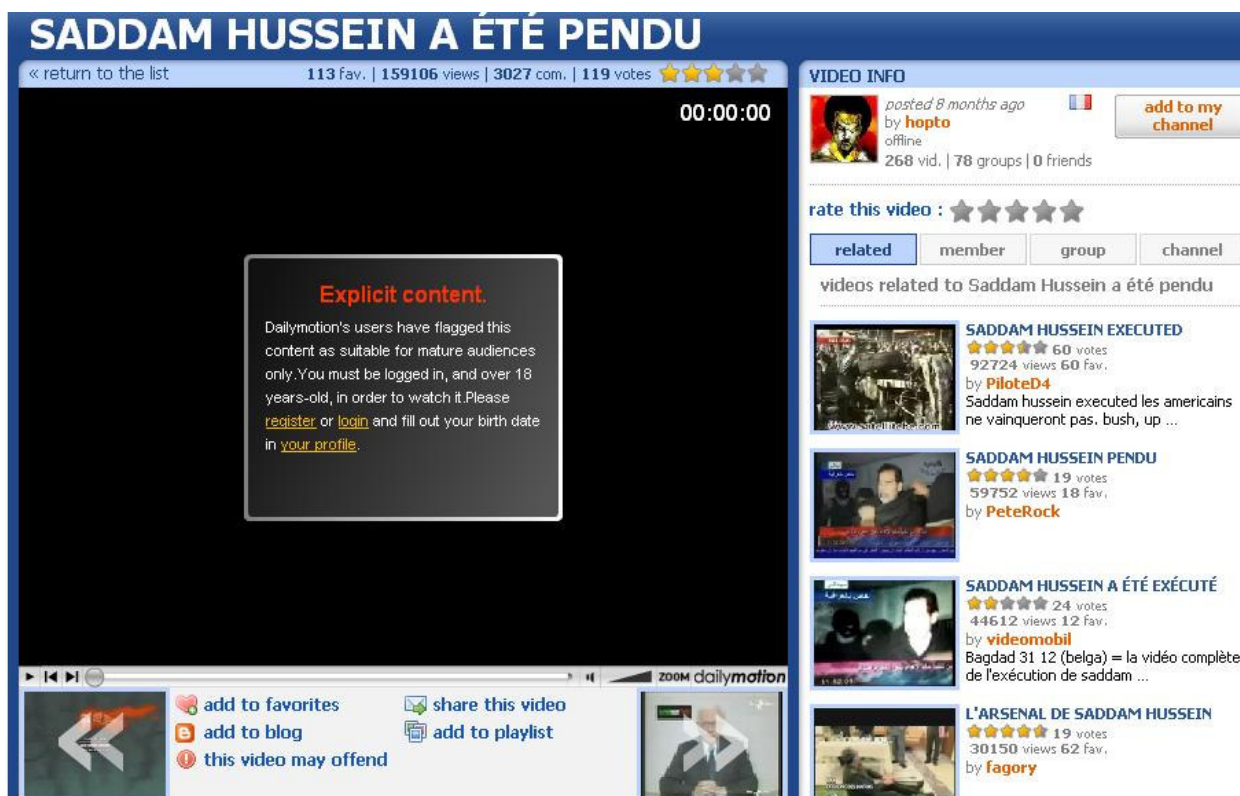 SADDAM HUSSEIN A ÉTÉ PENDU
« return to the list
113 fav. | 159106 views | 3027 com. | 119 votes
00:00:00
Explicit content.
Dailymotion's users have flagged this
content as suitable for mature audiences
only.You must be logged in, and over 18
years-old, in order to watch it.Please
register or login and fill out your birth date
in your profile.
ZOOM dailymotion
add to favorites
share this video
add to blog
add to playlist
this video may offend
VIDEO INFO
posted 8 months ago
by hopto
offline
268 vid. | 78 groups | 0 friends
add to my
channel
rate this video :
related
member
group
channel
videos related to Saddam Hussein a été pendu
SADDAM HUSSEIN EXECUTED
60 votes
92724 views 60 fav.
by PiloteD4
Saddam hussein executed les americains
ne vainqueront pas. bush, up ...
SADDAM HUSSEIN PENDU
19 votes
59752 views 18 fav.
by PeteRock
SADDAM HUSSEIN A ÉTÉ EXÉCUTÉ
24 votes
44612 views 12 fav.
by videomobil
Bagdad 31 12 (belga) = la vidéo complète
de l'exécution de saddam ...
L'ARSENAL DE SADDAM HUSSEIN
19 votes
30150 views 62 fav.
by fagory